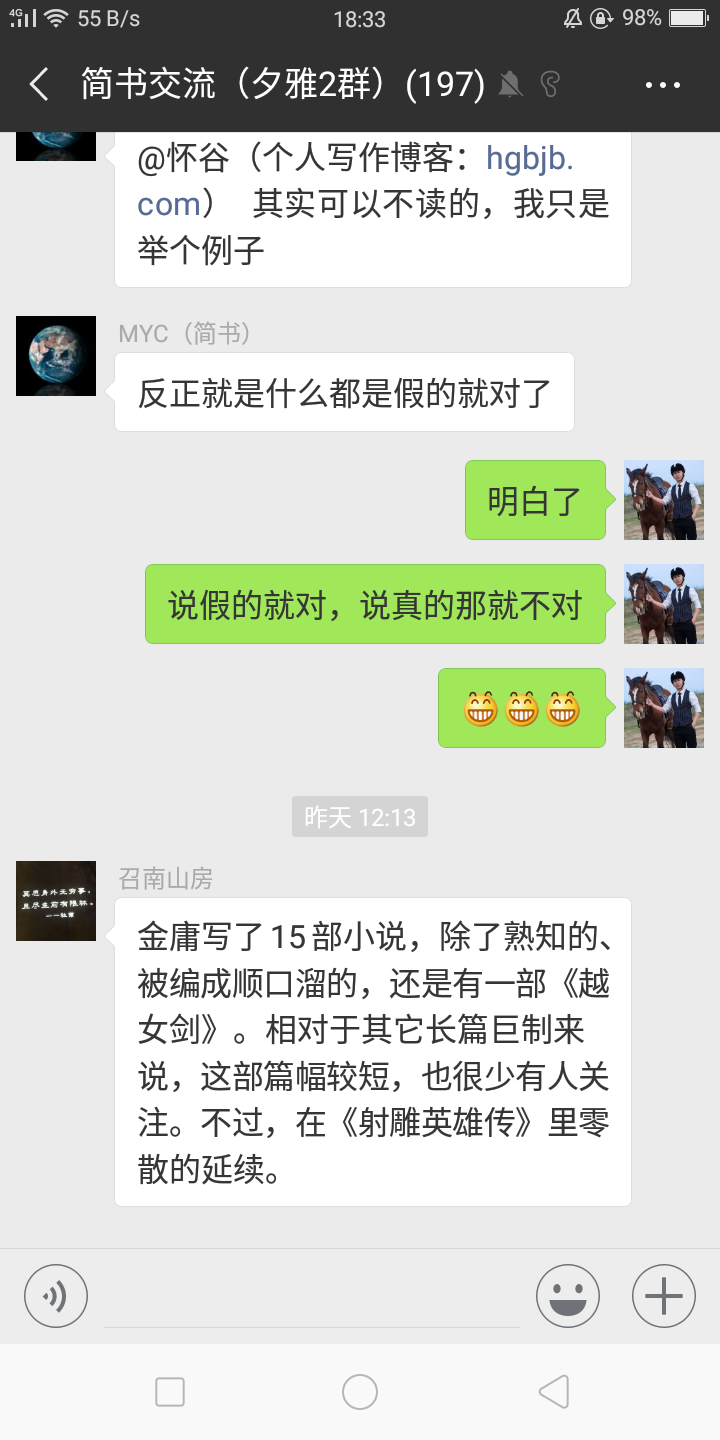 4G 55 B/s 18:33 98%
简书交流（夕雅2群）(197)
@怀谷（个人写作博客：hgbjb.
com） 其实可以不读的，我只是
举个例子
MYC（简书）
反正就是什么都是假的就对了
明白了
说假的就对，说真的那就不对
昨天 12:13
召南山房
莫思身外无穷事，
且尽生前有限杯。
——杜甫
金庸写了15部小说，除了熟知的、
被编成顺口溜的，还是有一部《越
女剑》。相对于其它长篇巨制来
说，这部篇幅较短，也很少有人关
注。不过，在《射雕英雄传》里零
散的延续。